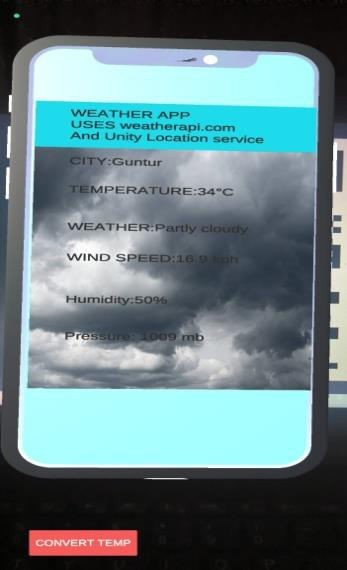 WEATHER APP
USES weatherapi.com
And Unity Location service
CITY:Guntur
TEMPERATURE:34°C
WEATHER:Partly cloudy
WIND SPEED:16.9 kph
Humidity:50%
Pressure: 1009 mb
CONVERT TEMP